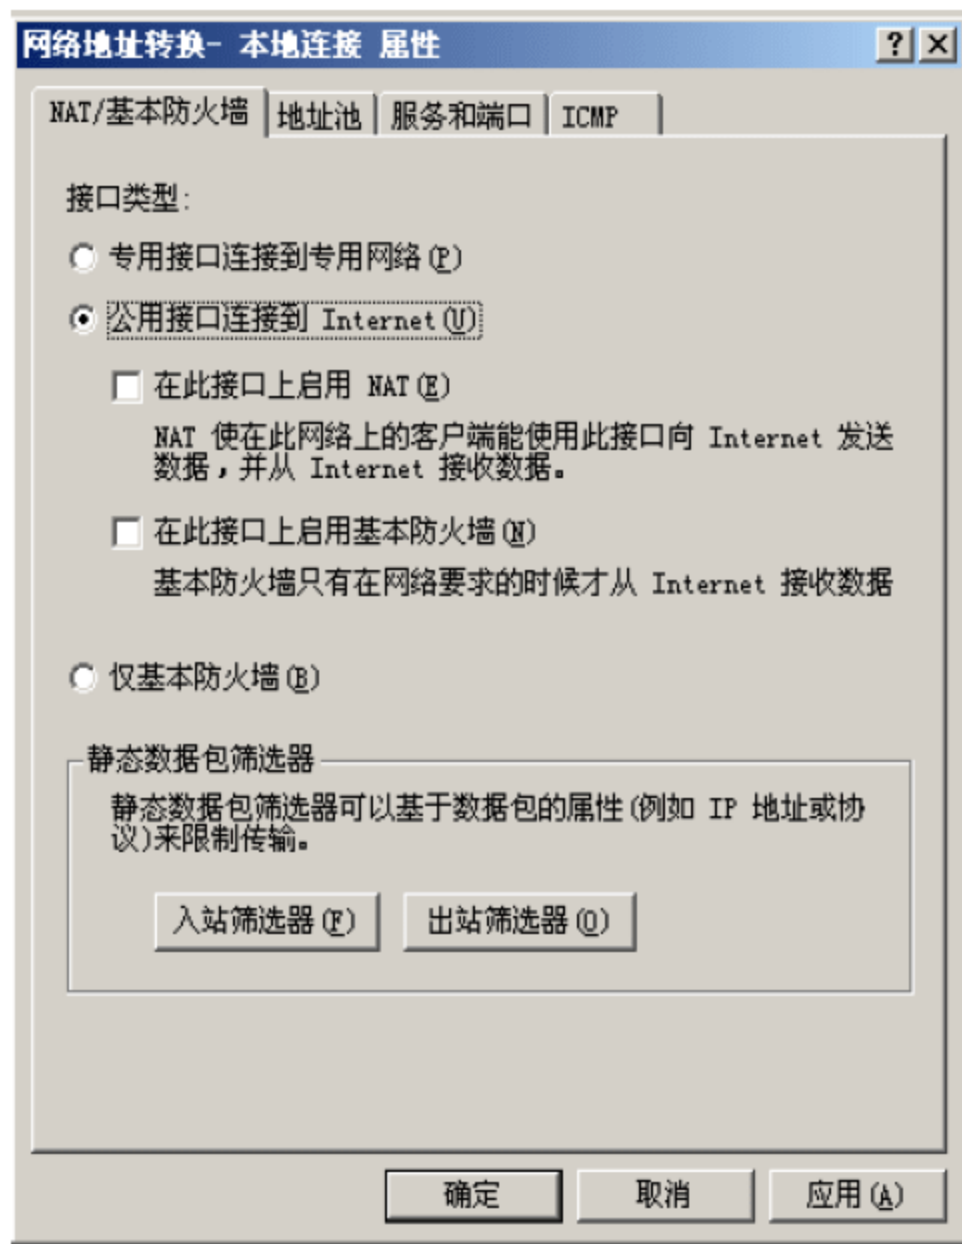 网络地址转换- 本地连接 属性
NAT/基本防火墙 地址池 服务和端口 ICMP
接口类型:
专用接口连接到专用网络(P)
公用接口连接到 Internet(U)
在此接口上启用 NAT(E)
NAT 使在此网络上的客户端能使用此接口向 Internet 发送
数据，并从 Internet 接收数据。
在此接口上启用基本防火墙(N)
基本防火墙只有在网络要求的时候才从 Internet 接收数据
仅基本防火墙(B)
静态数据包筛选器
静态数据包筛选器可以基于数据包的属性(例如 IP 地址或协
议)来限制传输。
入站筛选器(F) 出站筛选器(O)
确定 取消 应用(A)